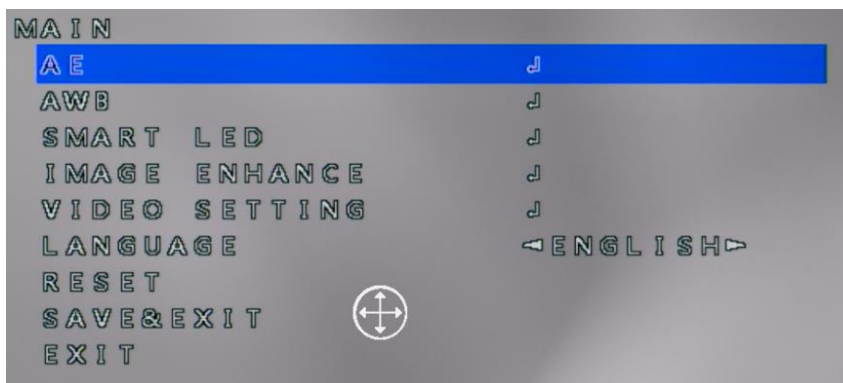 MAIN
AE ↲
AWB ↲
SMART LED ↲
IMAGE ENHANCE ↲
VIDEO SETTING ↲
LANGUAGE ◄ENGLISH►
RESET
SAVE&EXIT
EXIT